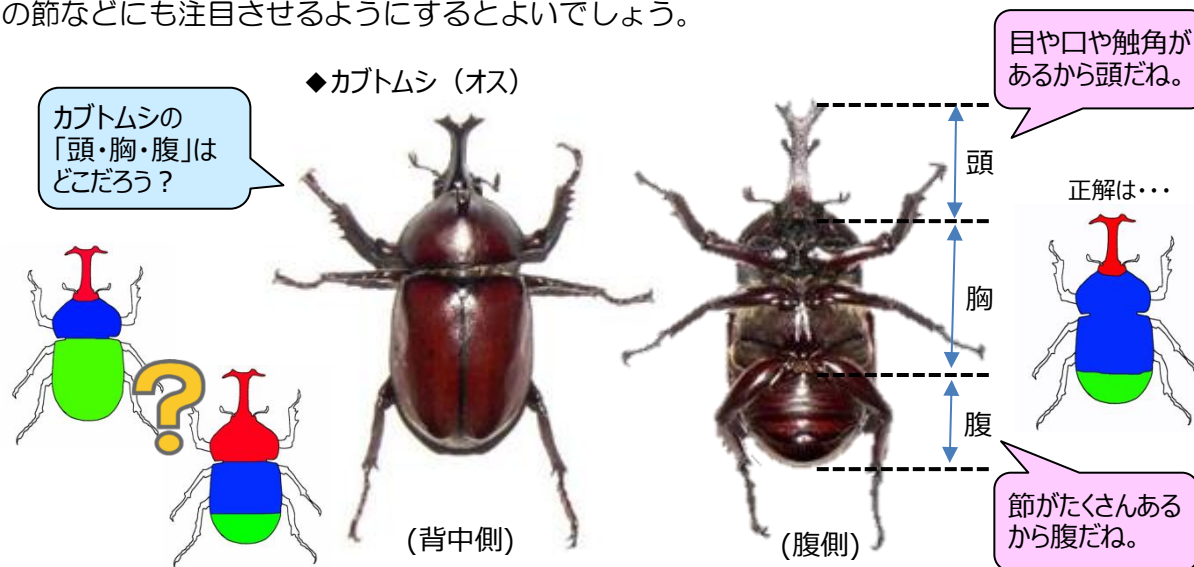 の節などにも注目させるようにするとよいでしょう。
目や口や触角が
あるから頭だね。
◆カブトムシ（オス）
カブトムシの
「頭・胸・腹」は
どこだろう？
頭
正解は・・・
胸
?
腹
節がたくさんある
から腹だね。
(背中側)
(腹側)